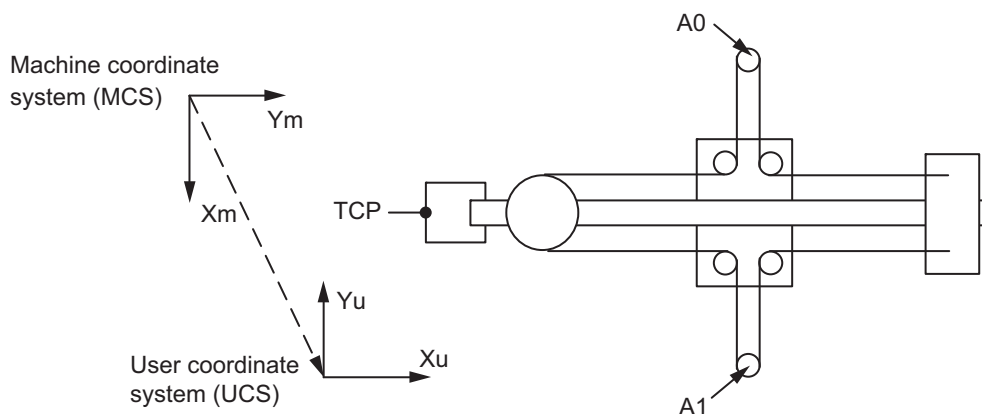 A0
Machine coordinate
system (MCS)
Ym
Xm
TCP
Yu
User coordinate
system (UCS)
Xu
A1